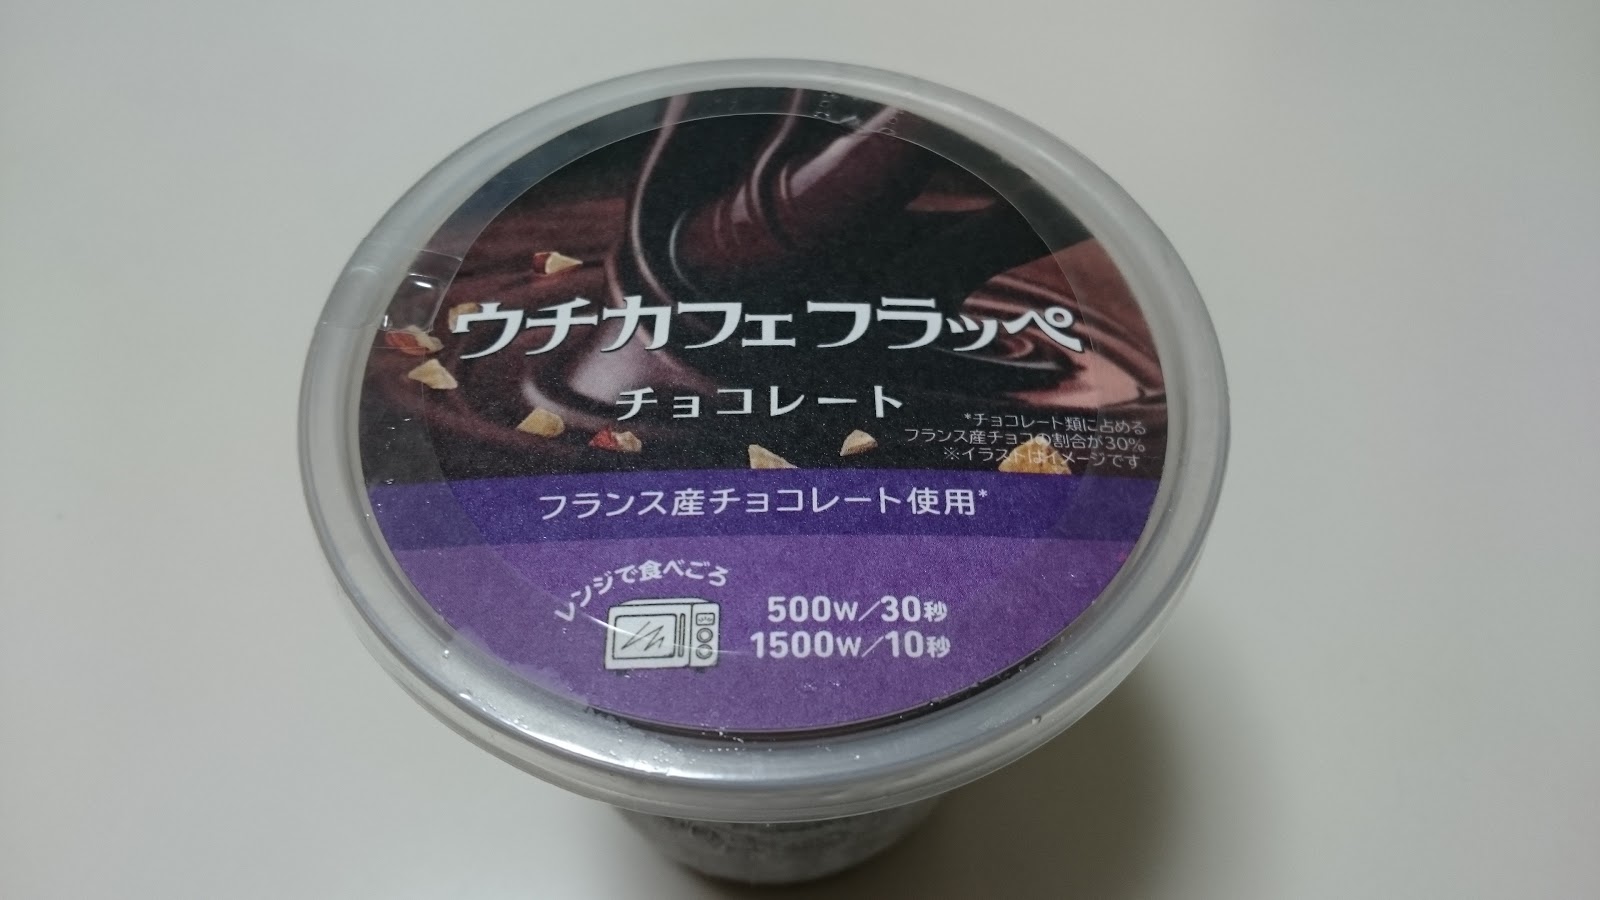 ウチカフェフラッペ
チョコレート
*チョコレート類に占める
フランス産チョコの割合が30%
※イラストはイメージです
フランス産チョコレート使用*
レンジで食べごろ
500W/30秒
1500W/10秒